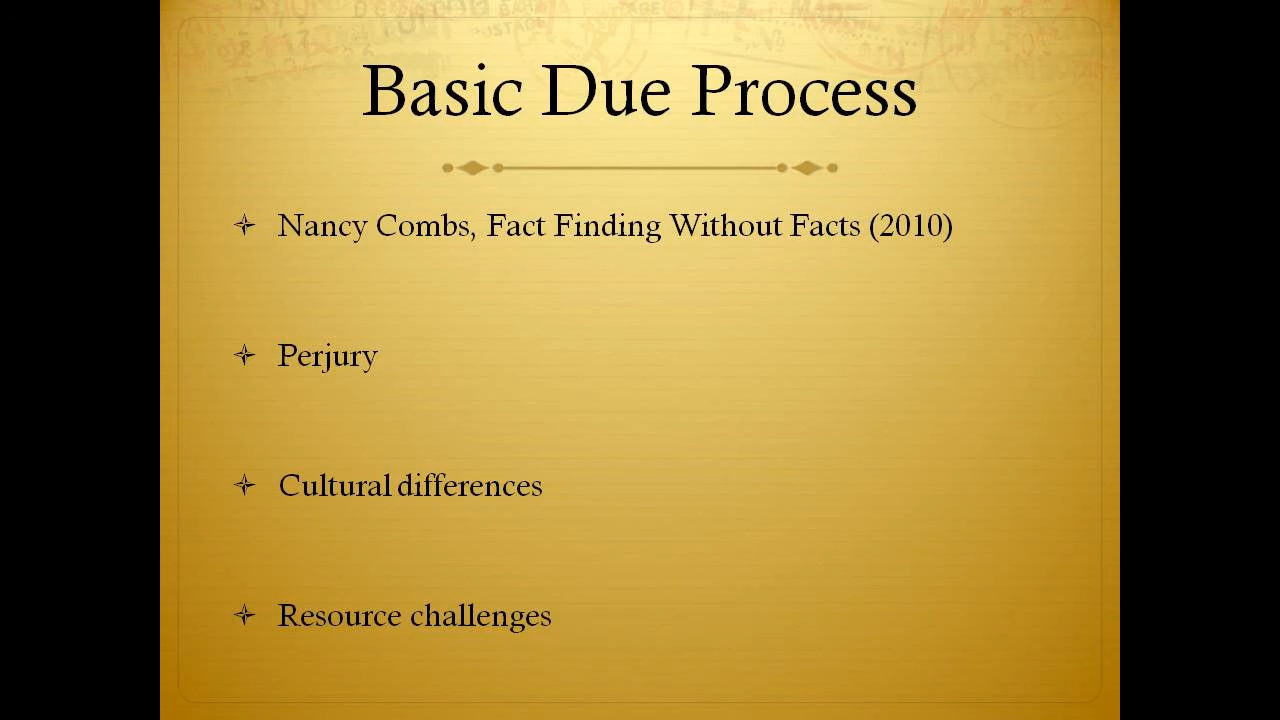 Basic Due Process
Nancy Combs, Fact Finding Without Facts (2010)
Perjury
Cultural differences
Resource challenges